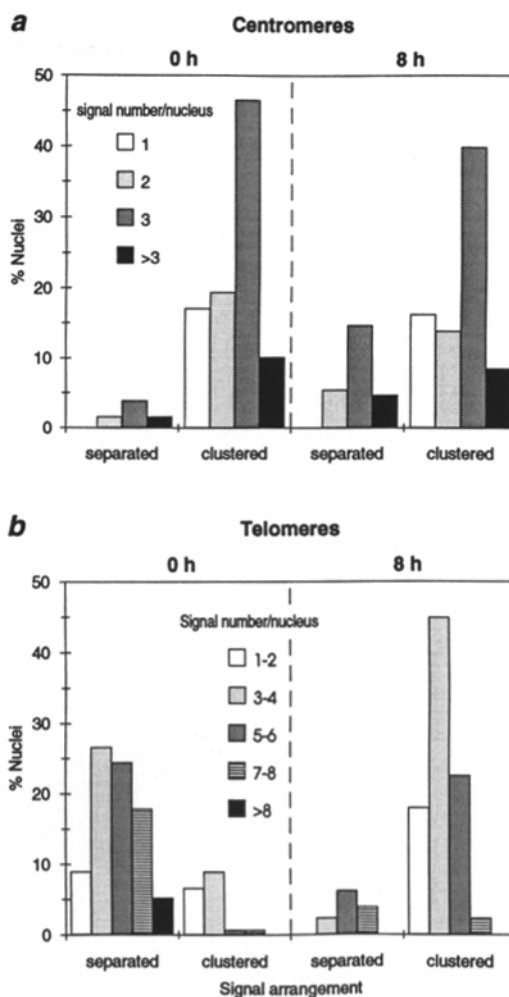 a
Centromeres
0 h
8 h
50
40
30
20
10
0
% Nuclei
signal number/nucleus
1
2
3
>3
separated
clustered
separated
clustered
b
Telomeres
0 h
8 h
50
40
30
20
10
0
% Nuclei
Signal number/nucleus
1-2
3-4
5-6
7-8
>8
separated
clustered
separated
clustered
Signal arrangement